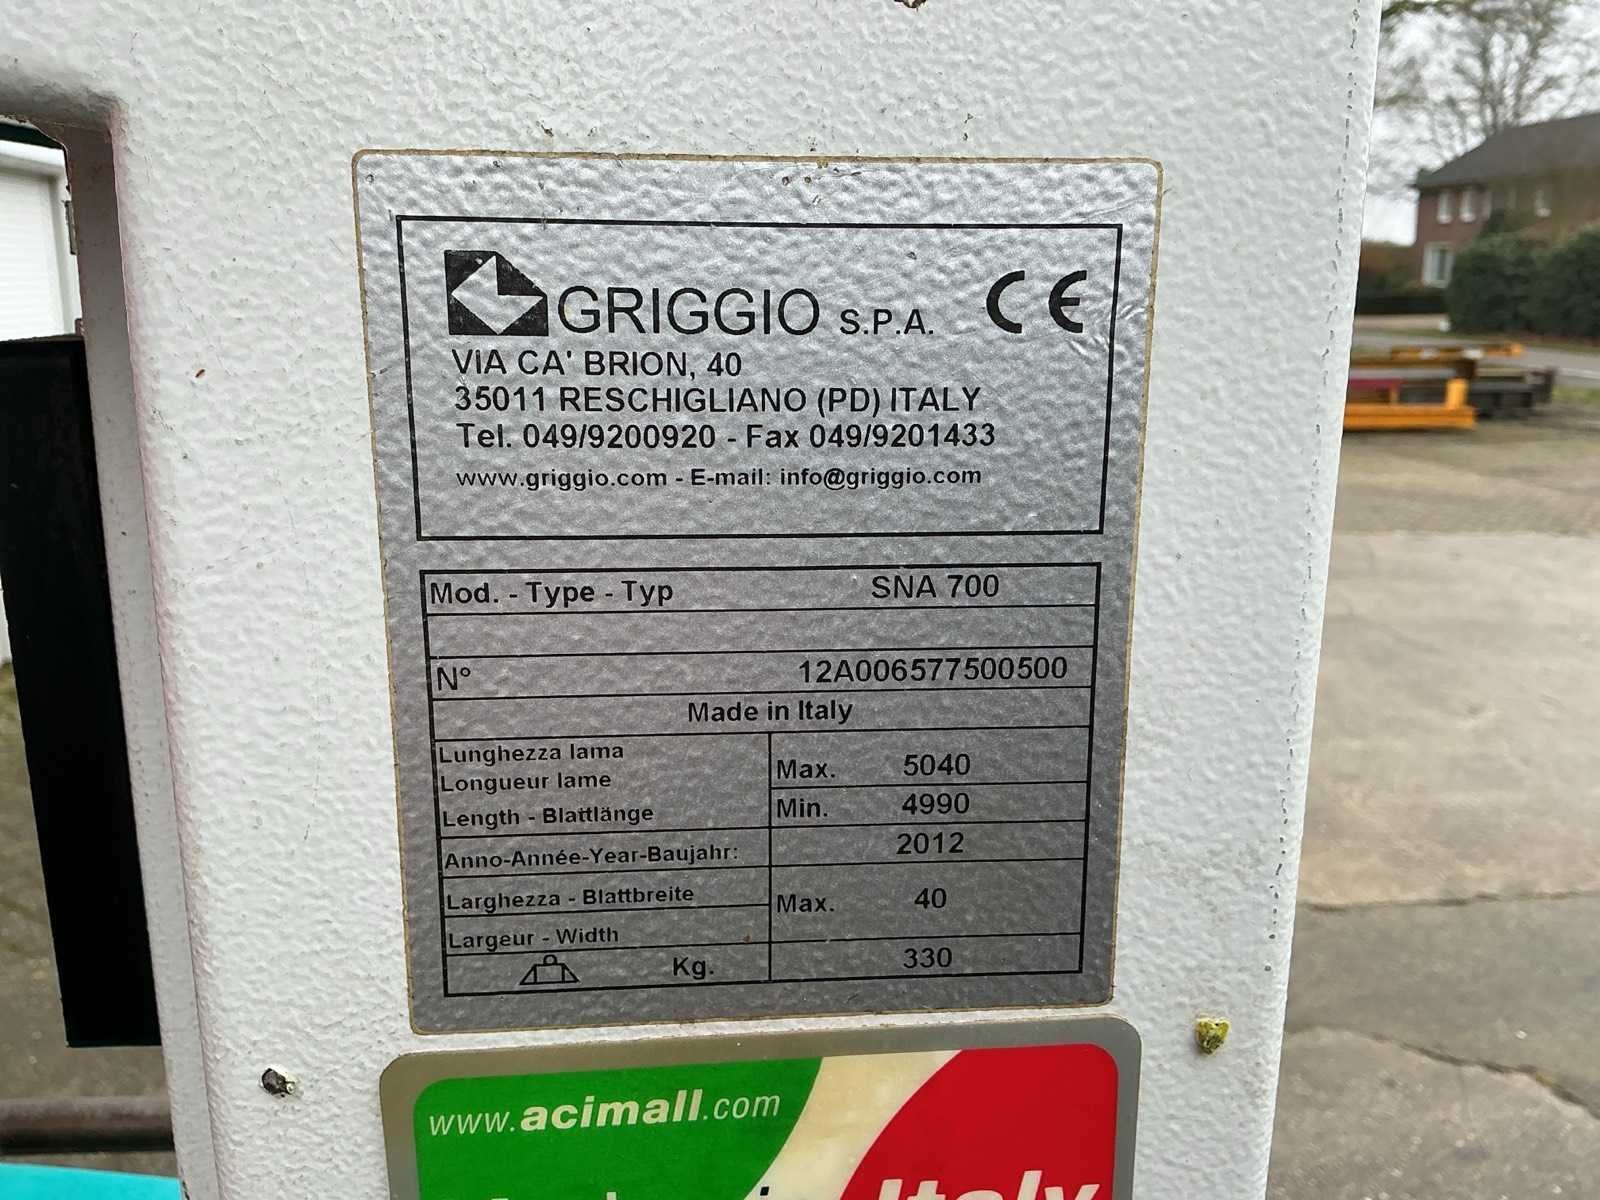 GRIGGIO S.P.A. CE
VIA CA' BRION, 40
35011 RESCHIGLIANO (PD) ITALY
Tel. 049/9200920 - Fax 049/9201433
www.griggio.com - E-mail: info@griggio.com
Mod. - Type - Typ SNA 700
N° 12A006577500500
Made in Italy
Lunghezza lama
Longueur lame
Max. 5040
Length - Blattlänge
Min. 4990
Anno-Année-Year-Baujahr: 2012
Larghezza - Blattbreite
Max. 40
Largeur - Width
Kg. 330
www.acimall.com
Italy